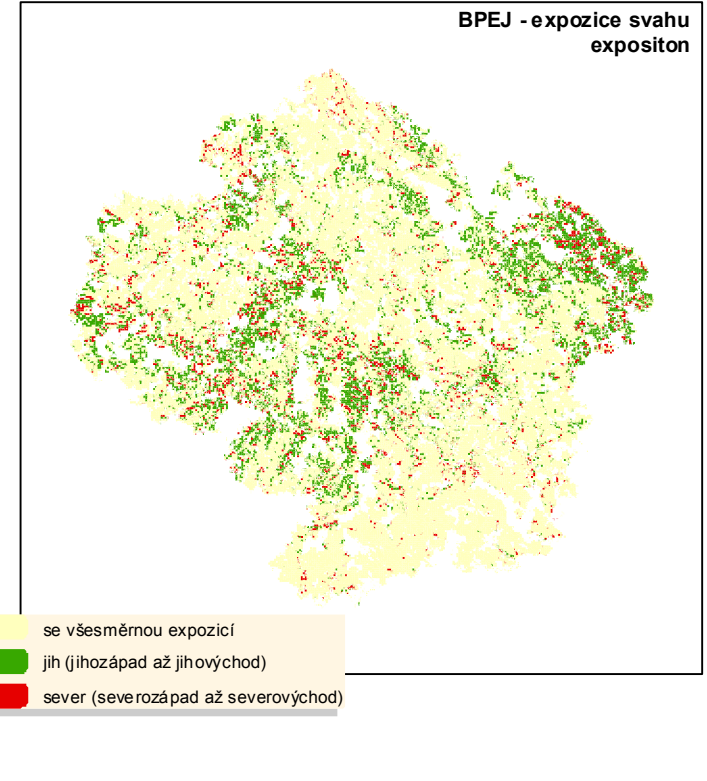 BPEJ - expozice svahu
expositon
se všesměrnou expozicí
jih (jihozápad až jihovýchod)
sever (severozápad až severovýchod)